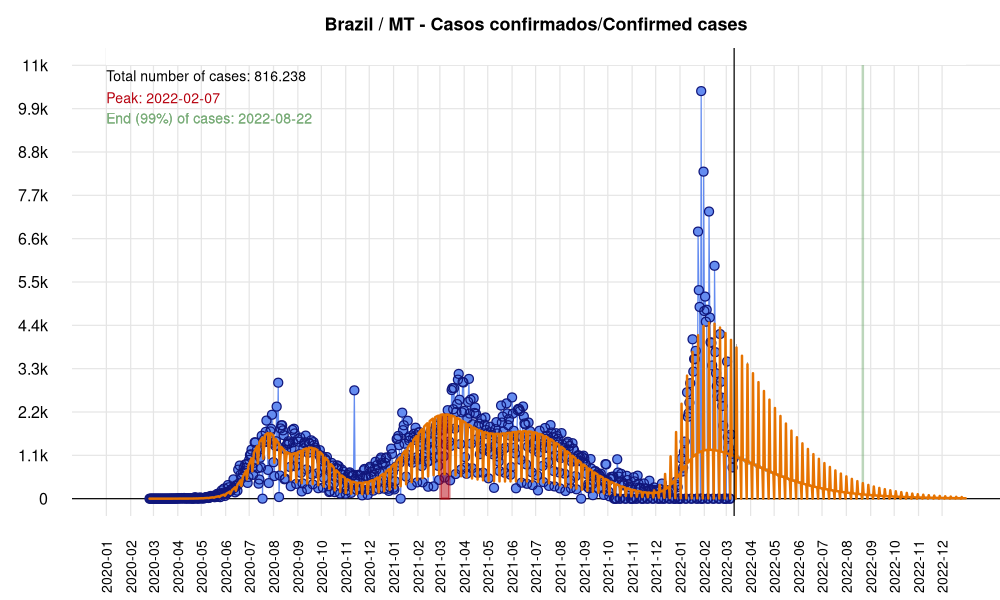 Brazil / MT - Casos confirmados/Confirmed cases
Total number of cases: 816.238
Peak: 2022-02-07
End (99%) of cases: 2022-08-22
11k
9.9k
8.8k
7.7k
6.6k
5.5k
4.4k
3.3k
2.2k
1.1k
0
2020-01
2020-02
2020-03
2020-04
2020-05
2020-06
2020-07
2020-08
2020-09
2020-10
2020-11
2020-12
2021-01
2021-02
2021-03
2021-04
2021-05
2021-06
2021-07
2021-08
2021-09
2021-10
2021-11
2021-12
2022-01
2022-02
2022-03
2022-04
2022-05
2022-06
2022-07
2022-08
2022-09
2022-10
2022-11
2022-12